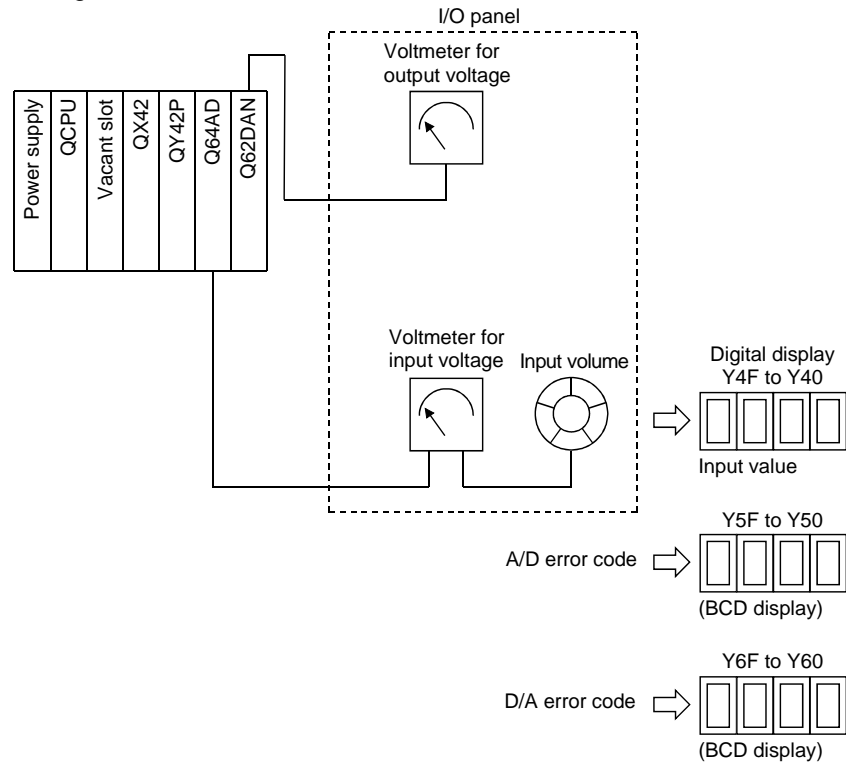 I/O panel
Voltmeter for
output voltage
Power supply
QCPU
Vacant slot
QX42
QY42P
Q64AD
Q62DAN
Voltmeter for
input voltage
Input volume
Digital display
Y4F to Y40
Input value
Y5F to Y50
A/D error code
(BCD display)
Y6F to Y60
D/A error code
(BCD display)